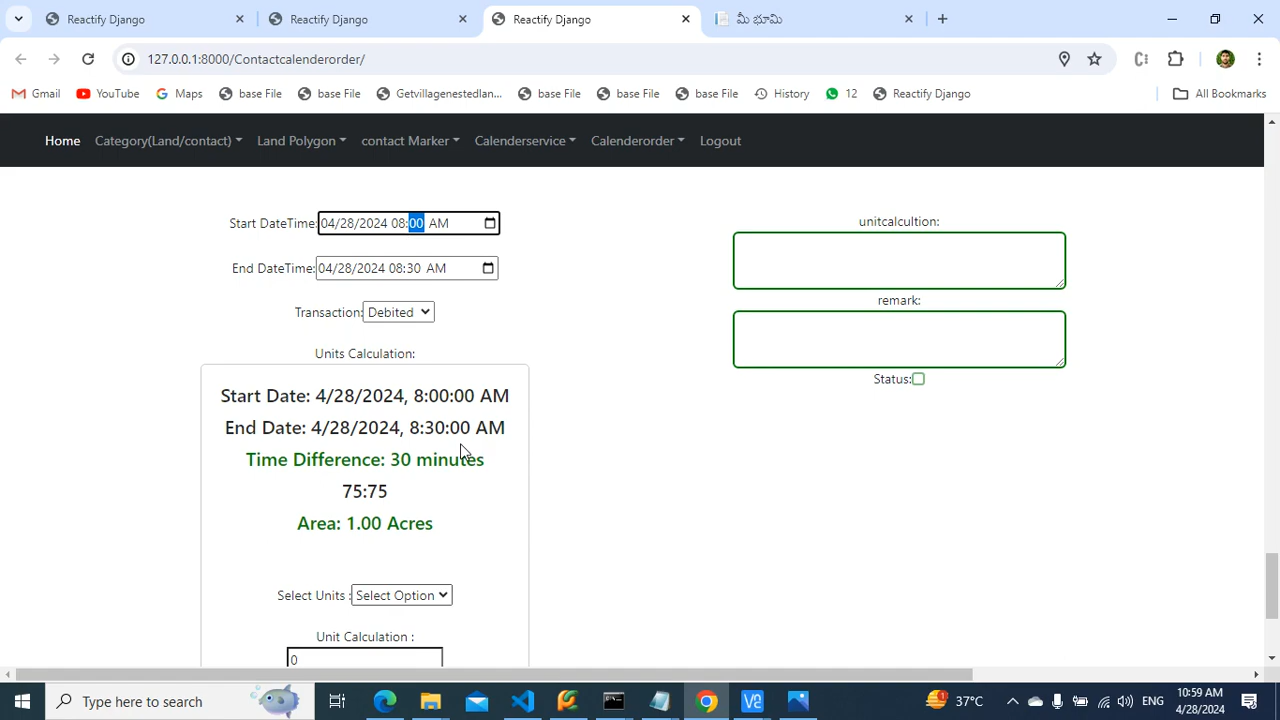 Reactify Django
Reactify Django
Reactify Django
మీ భూమి
127.0.0.1:8000/Contactcalenderorder/
Gmail
YouTube
Maps
base File
base File
Getvillagenestedlan...
base File
base File
base File
History
12
Reactify Django
All Bookmarks
Home
Category(Land/contact)
Land Polygon
contact Marker
Calenderservice
Calenderorder
Logout
Start DateTime: 04/28/2024 08:00 AM
End DateTime: 04/28/2024 08:30 AM
Transaction: Debited
Units Calculation:
Start Date: 4/28/2024, 8:00:00 AM
End Date: 4/28/2024, 8:30:00 AM
Time Difference: 30 minutes
75:75
Area: 1.00 Acres
Select Units : Select Option
Unit Calculation :
0
unitcalcultion:
remark:
Status:
Type here to search
37°C
ENG
10:59 AM
4/28/2024